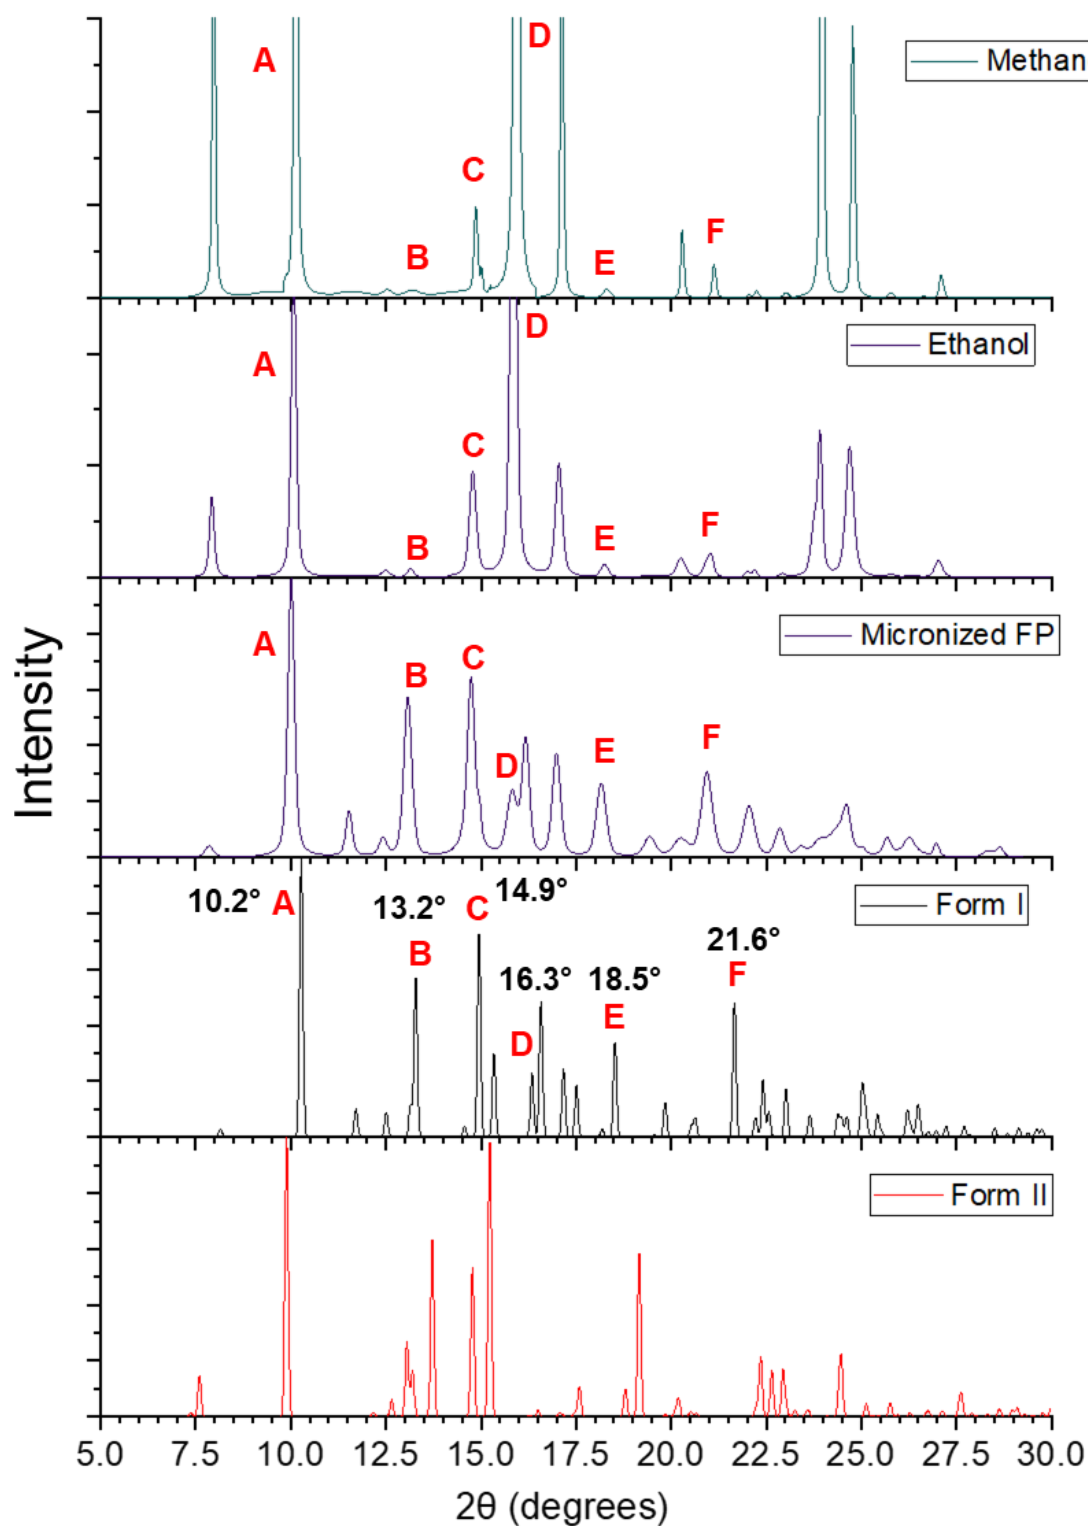 Intensity
D
A
Methan
C
B
E
F
D
A
Ethanol
C
B
E
F
A
Micronized FP
C
B
D
E
F
10.2°
A
13.2°
C
14.9°
Form I
B
16.3°
18.5°
21.6°
D
E
F
Form II
5.0 7.5 10.0 12.5 15.0 17.5 20.0 22.5 25.0 27.5 30.0
2θ (degrees)